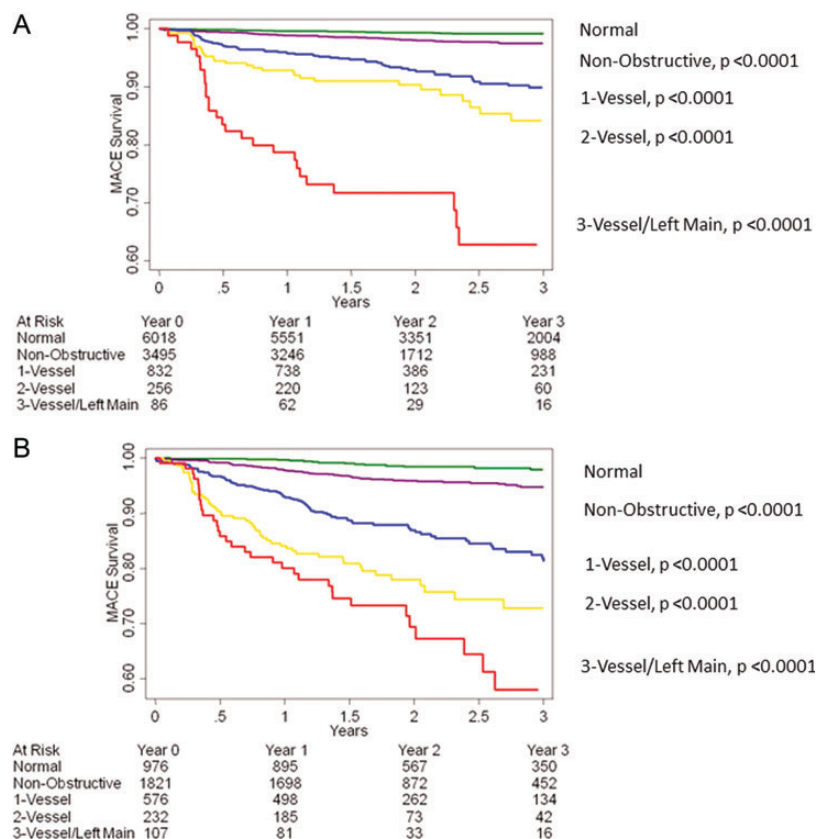 A
1.00
0.90
0.80
0.70
0.60
MACE Survival
0 .5 1 1.5 2 2.5 3
Years
Normal
Non-Obstructive, p <0.0001
1-Vessel, p <0.0001
2-Vessel, p <0.0001
3-Vessel/Left Main, p <0.0001
At Risk Year 0 Year 1 Year 2 Year 3
Normal 6018 5551 3351 2004
Non-Obstructive 3495 3246 1712 988
1-Vessel 832 738 386 231
2-Vessel 256 220 123 60
3-Vessel/Left Main 86 62 29 16
B
1.00
0.90
0.80
0.70
0.60
MACE Survival
0 .5 1 1.5 2 2.5 3
Years
Normal
Non-Obstructive, p <0.0001
1-Vessel, p <0.0001
2-Vessel, p <0.0001
3-Vessel/Left Main, p <0.0001
At Risk Year 0 Year 1 Year 2 Year 3
Normal 976 895 567 350
Non-Obstructive 1821 1698 872 452
1-Vessel 576 498 262 134
2-Vessel 232 185 73 42
3-Vessel/Left Main 107 81 33 16